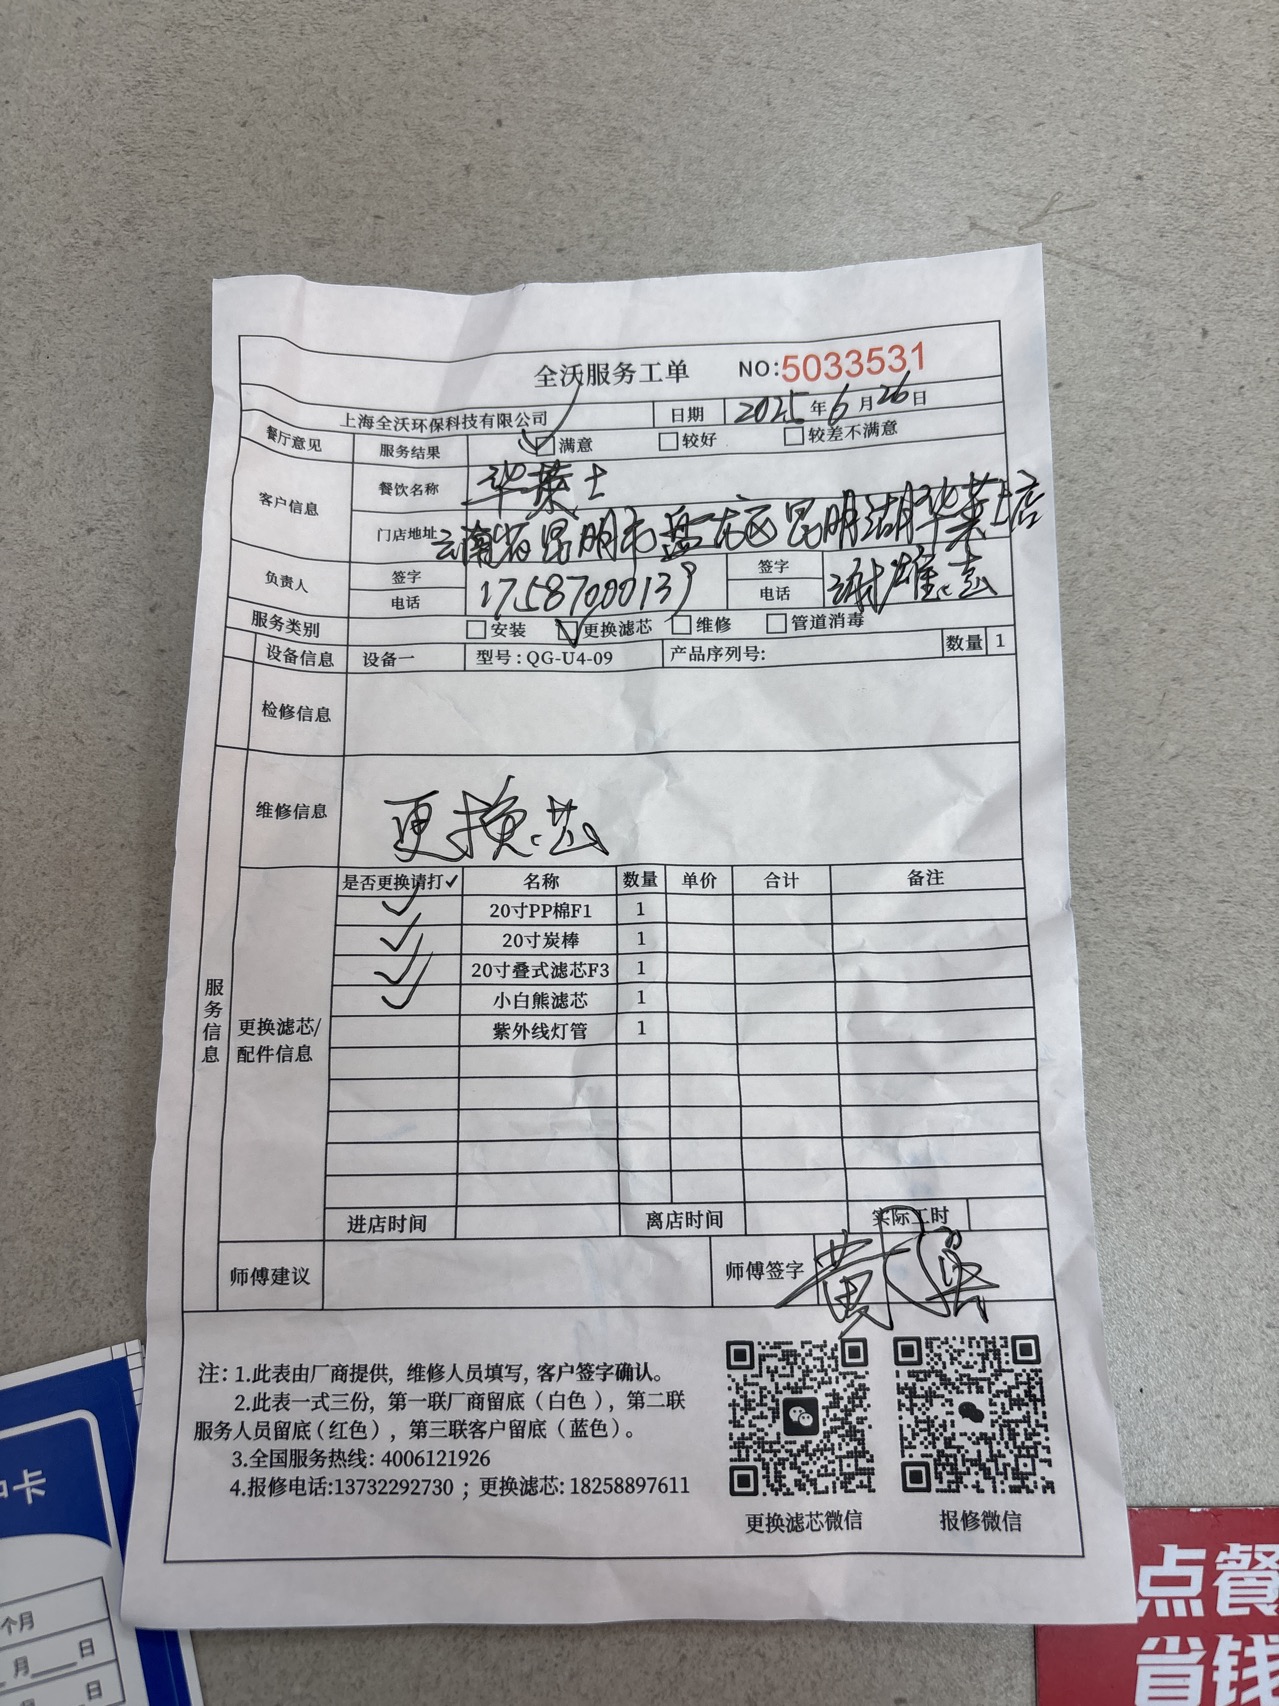 全沃服务工单 NO:5033531
上海全沃环保科技有限公司 日期 2025年6月26日
餐厅意见 服务结果 满意 较好 较差不满意
客户信息 餐饮名称 华莱士
门店地址 云南省昆明市盘龙区昆明湖华莱士店
负责人 签字 签字
电话 17587000139 电话
服务类别 安装 更换滤芯 维修 管道消毒
设备信息 设备一 型号:QG-U4-09 产品序列号: 数量 1
检修信息
维修信息 更换芯
服务信息
更换滤芯/
配件信息
是否更换请打✓ 名称 数量 单价 合计 备注
✓ 20寸PP棉F1 1
✓ 20寸炭棒 1
✓ 20寸叠式滤芯F3 1
✓ 小白熊滤芯 1
紫外线灯管 1
进店时间 离店时间 实际工时
师傅建议 师傅签字
注:1.此表由厂商提供,维修人员填写,客户签字确认。
2.此表一式三份,第一联厂商留底(白色),第二联
服务人员留底(红色),第三联客户留底(蓝色)。
3.全国服务热线:4006121926
4.报修电话:13732292730;更换滤芯:18258897611
更换滤芯微信 报修微信
卡
个月
月 日
日
点餐
省钱